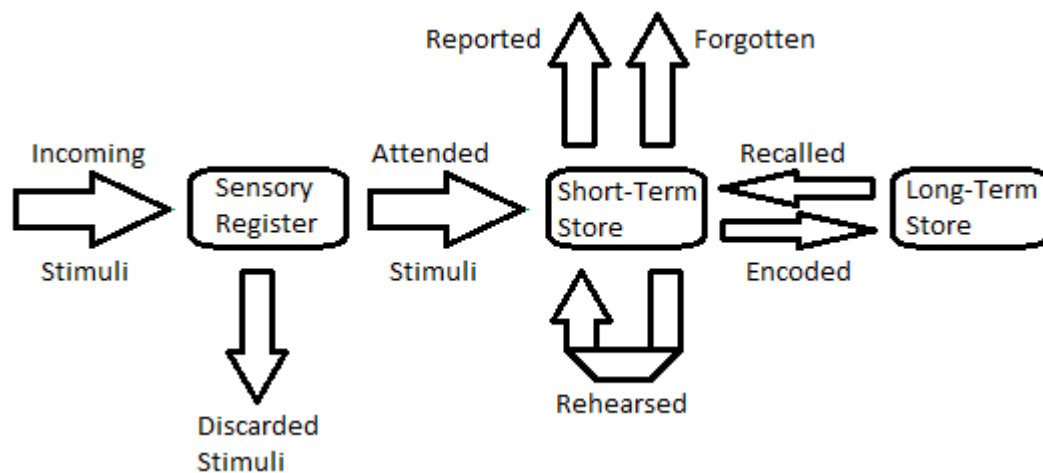 Reported
Forgotten
Incoming
Stimuli
Sensory
Register
Discarded
Stimuli
Attended
Stimuli
Short-Term
Store
Rehearsed
Recalled
Encoded
Long-Term
Store